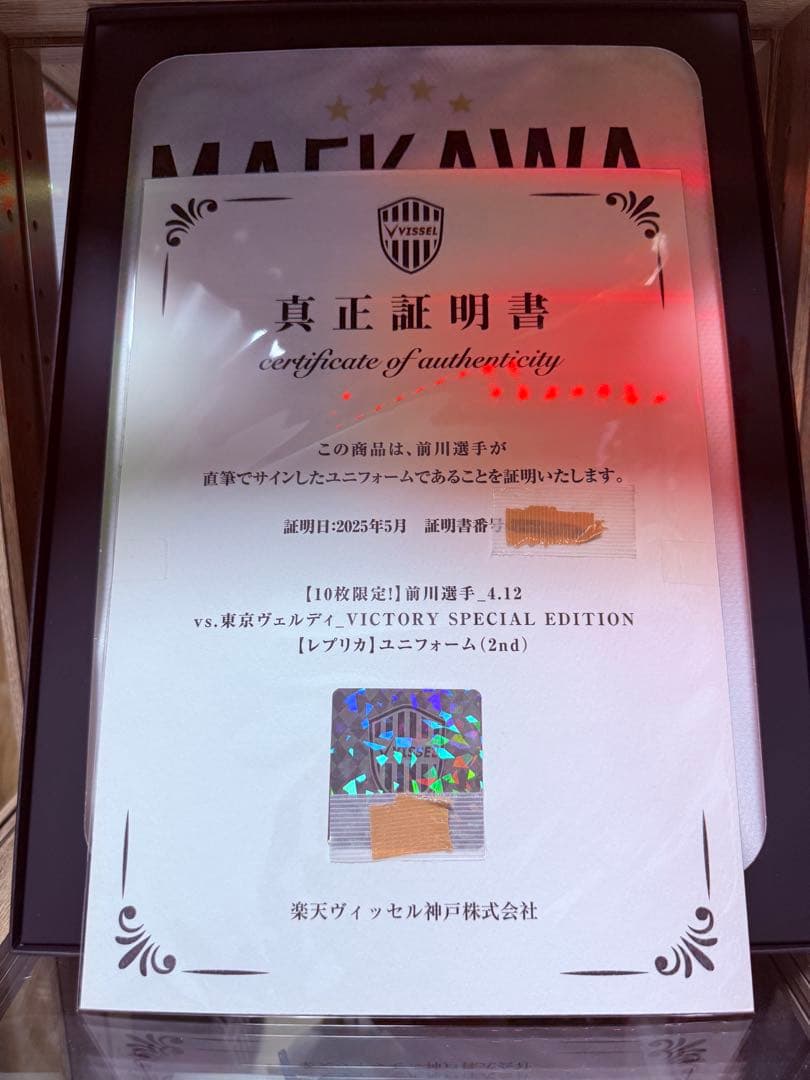 MAEKAWA
VISSEL
真正証明書
certificate of authenticity
この商品は、前川選手が
直筆でサインしたユニフォームであることを証明いたします。
証明日:2025年5月 証明書番号
【10枚限定!】前川選手_4.12
vs.東京ヴェルディ_VICTORY SPECIAL EDITION
【レプリカ】ユニフォーム(2nd)
VISSEL
楽天ヴィッセル神戸株式会社